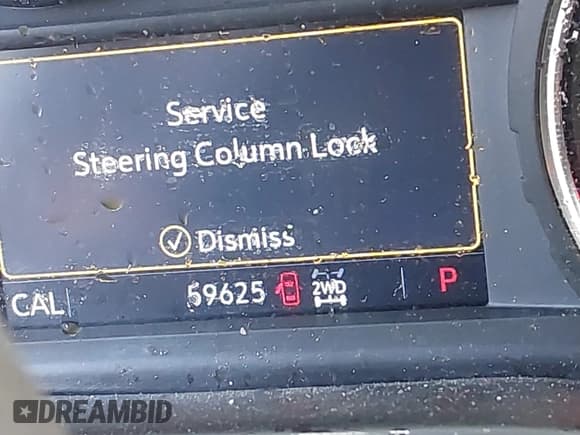 Service
Steering Column Lock
Dismiss
CAL 59625 2WD P
DREAMBID